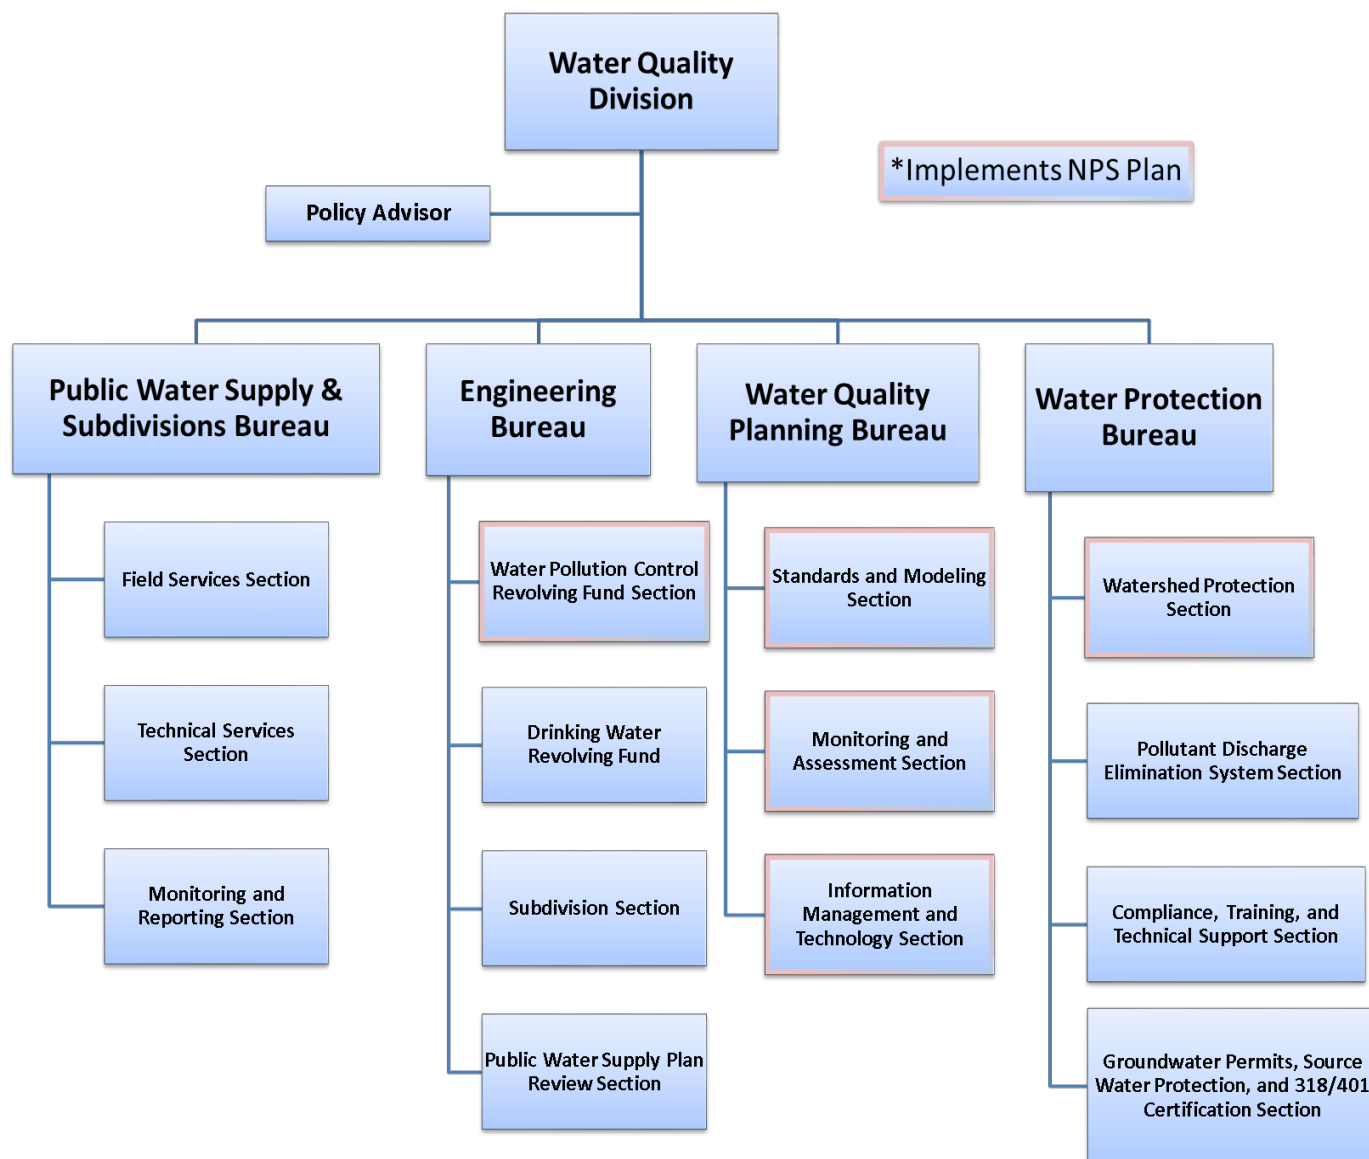 Water Quality
Division
*Implements NPS Plan
Policy Advisor
Public Water Supply &
Subdivisions Bureau
Engineering
Bureau
Water Quality
Planning Bureau
Water Protection
Bureau
Field Services Section
Technical Services
Section
Monitoring and
Reporting Section
Water Pollution Control
Revolving Fund Section
Drinking Water
Revolving Fund
Subdivision Section
Public Water Supply Plan
Review Section
Standards and Modeling
Section
Monitoring and
Assessment Section
Information
Management and
Technology Section
Watershed Protection
Section
Pollutant Discharge
Elimination System Section
Compliance, Training, and
Technical Support Section
Groundwater Permits, Source
Water Protection, and 318/401
Certification Section